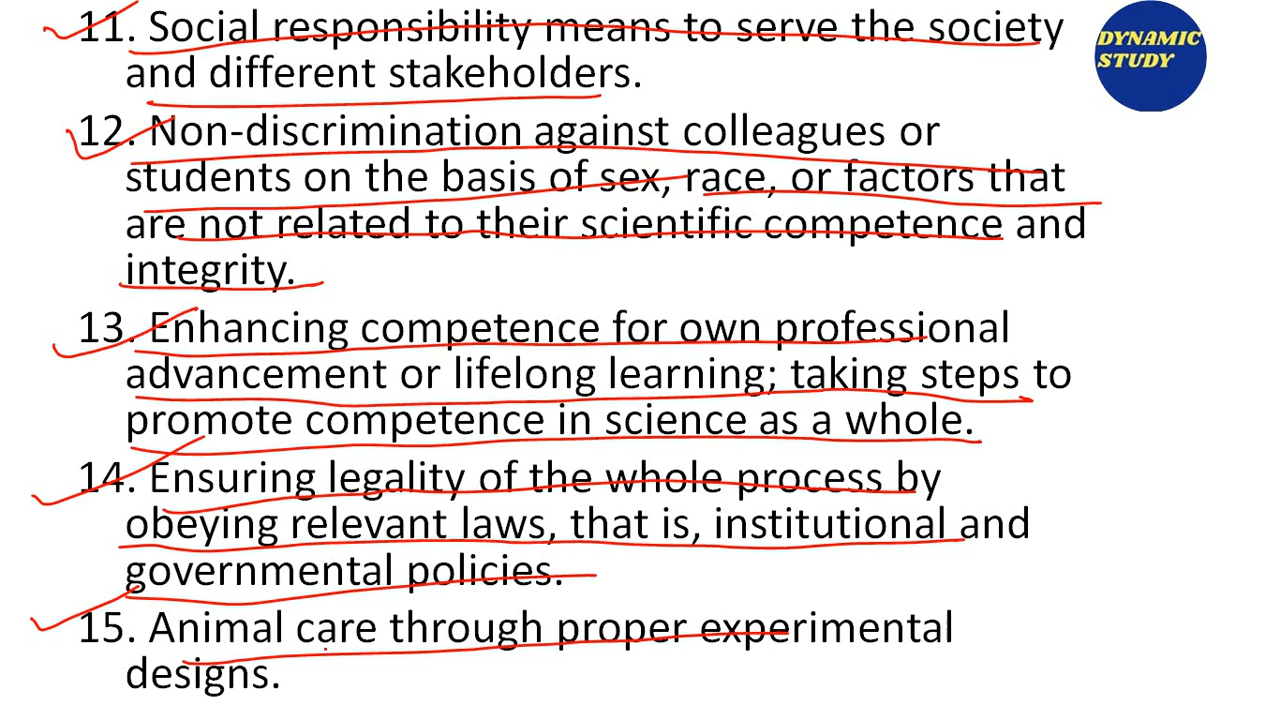 11. Social responsibility means to serve the society
and different stakeholders.
12. Non-discrimination against colleagues or
students on the basis of sex, race, or factors that
are not related to their scientific competence and
integrity.
13. Enhancing competence for own professional
advancement or lifelong learning; taking steps to
promote competence in science as a whole.
14. Ensuring legality of the whole process by
obeying relevant laws, that is, institutional and
governmental policies.
15. Animal care through proper experimental
designs.
DYNAMIC
STUDY